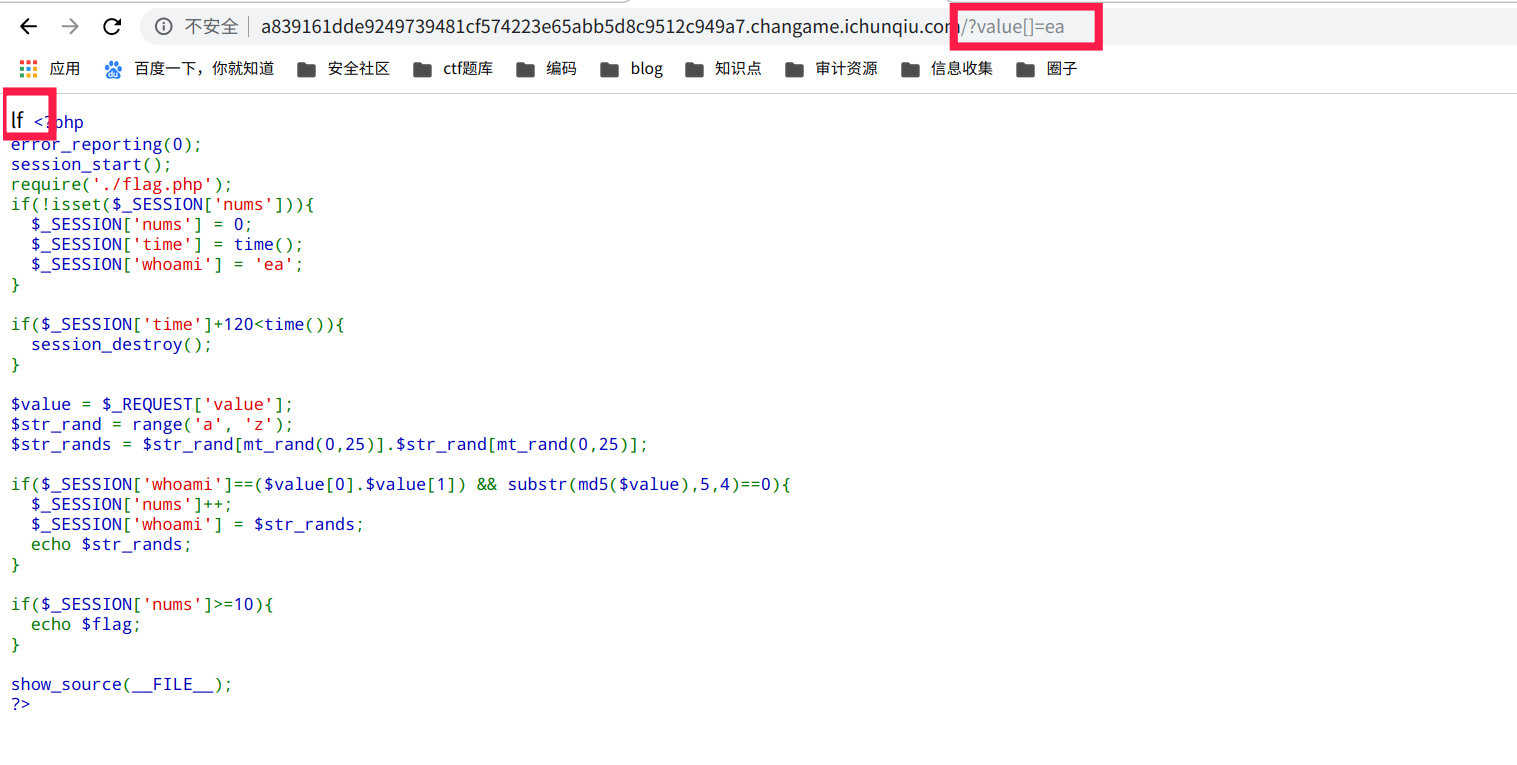 不安全 a839161dde9249739481cf574223e65abb5d8c9512c949a7.changame.ichunqiu.com/?value[]=ea
应用 百度一下，你就知道 安全社区 ctf题库 编码 blog 知识点 审计资源 信息收集 圈子
lf <?php
error_reporting(0);
session_start();
require('./flag.php');
if(!isset($_SESSION['nums'])){
  $_SESSION['nums'] = 0;
  $_SESSION['time'] = time();
  $_SESSION['whoami'] = 'ea';
}
if($_SESSION['time']+120<time()){
  session_destroy();
}
$value = $_REQUEST['value'];
$str_rand = range('a', 'z');
$str_rands = $str_rand[mt_rand(0,25)].$str_rand[mt_rand(0,25)];
if($_SESSION['whoami']==($value[0].$value[1]) && substr(md5($value),5,4)==0){
  $_SESSION['nums']++;
  $_SESSION['whoami'] = $str_rands;
  echo $str_rands;
}
if($_SESSION['nums']>=10){
  echo $flag;
}
show_source(__FILE__);
?>